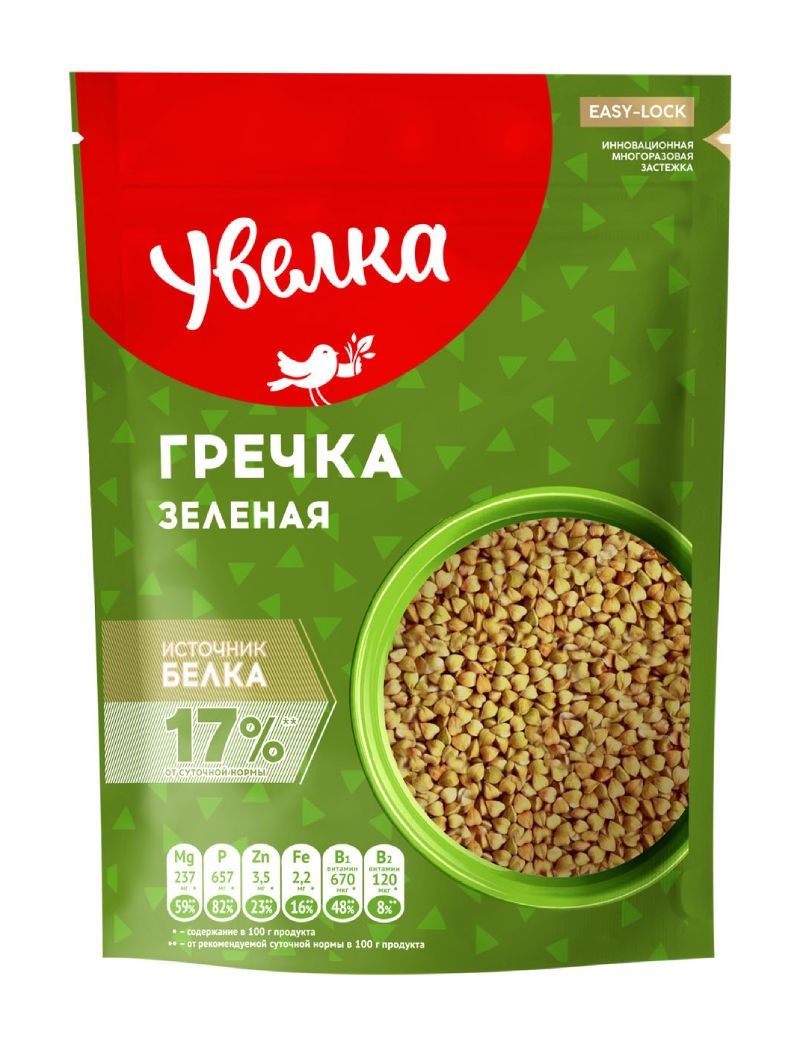 EASY-LOCK
ИННОВАЦИОННАЯ
МНОГОРАЗОВАЯ
ЗАСТЕЖКА
Увелка
ГРЕЧКА
ЗЕЛЕНАЯ
ИСТОЧНИК
БЕЛКА
17%**
ОТ СУТОЧНОЙ НОРМЫ
Mg P Zn Fe B1 B2
витамин витамин
237 657 3,5 2,2 670 120
мг * мг * мг * мг * мкг * мкг *
59%** 82%** 23%** 16%** 48%** 8%**
* – содержание в 100 г продукта
** – от рекомендуемой суточной нормы в 100 г продукта